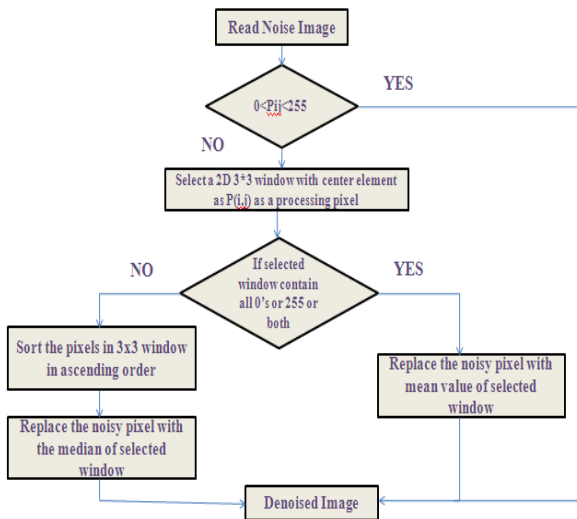 Read Noise Image
0<Pij<255
YES
NO
Select a 2D 3*3 window with center element
as P(i,j) as a processing pixel
If selected
window contain
all 0's or 255 or
both
NO
YES
Sort the pixels in 3x3 window
in ascending order
Replace the noisy pixel with
mean value of selected
window
Replace the noisy pixel with
the median of selected
window
Denoised Image